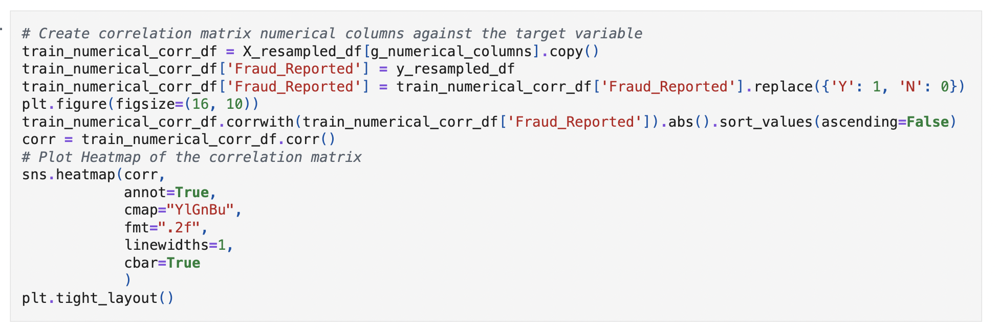 # Create correlation matrix numerical columns against the target variable
train_numerical_corr_df = X_resampled_df[g_numerical_columns].copy()
train_numerical_corr_df['Fraud_Reported'] = y_resampled_df
train_numerical_corr_df['Fraud_Reported'] = train_numerical_corr_df['Fraud_Reported'].replace({'Y': 1, 'N': 0})
plt.figure(figsize=(16, 10))
train_numerical_corr_df.corrwith(train_numerical_corr_df['Fraud_Reported']).abs().sort_values(ascending=False)
corr = train_numerical_corr_df.corr()
# Plot Heatmap of the correlation matrix
sns.heatmap(corr,
            annot=True,
            cmap="YlGnBu",
            fmt=".2f",
            linewidths=1,
            cbar=True
            )
plt.tight_layout()